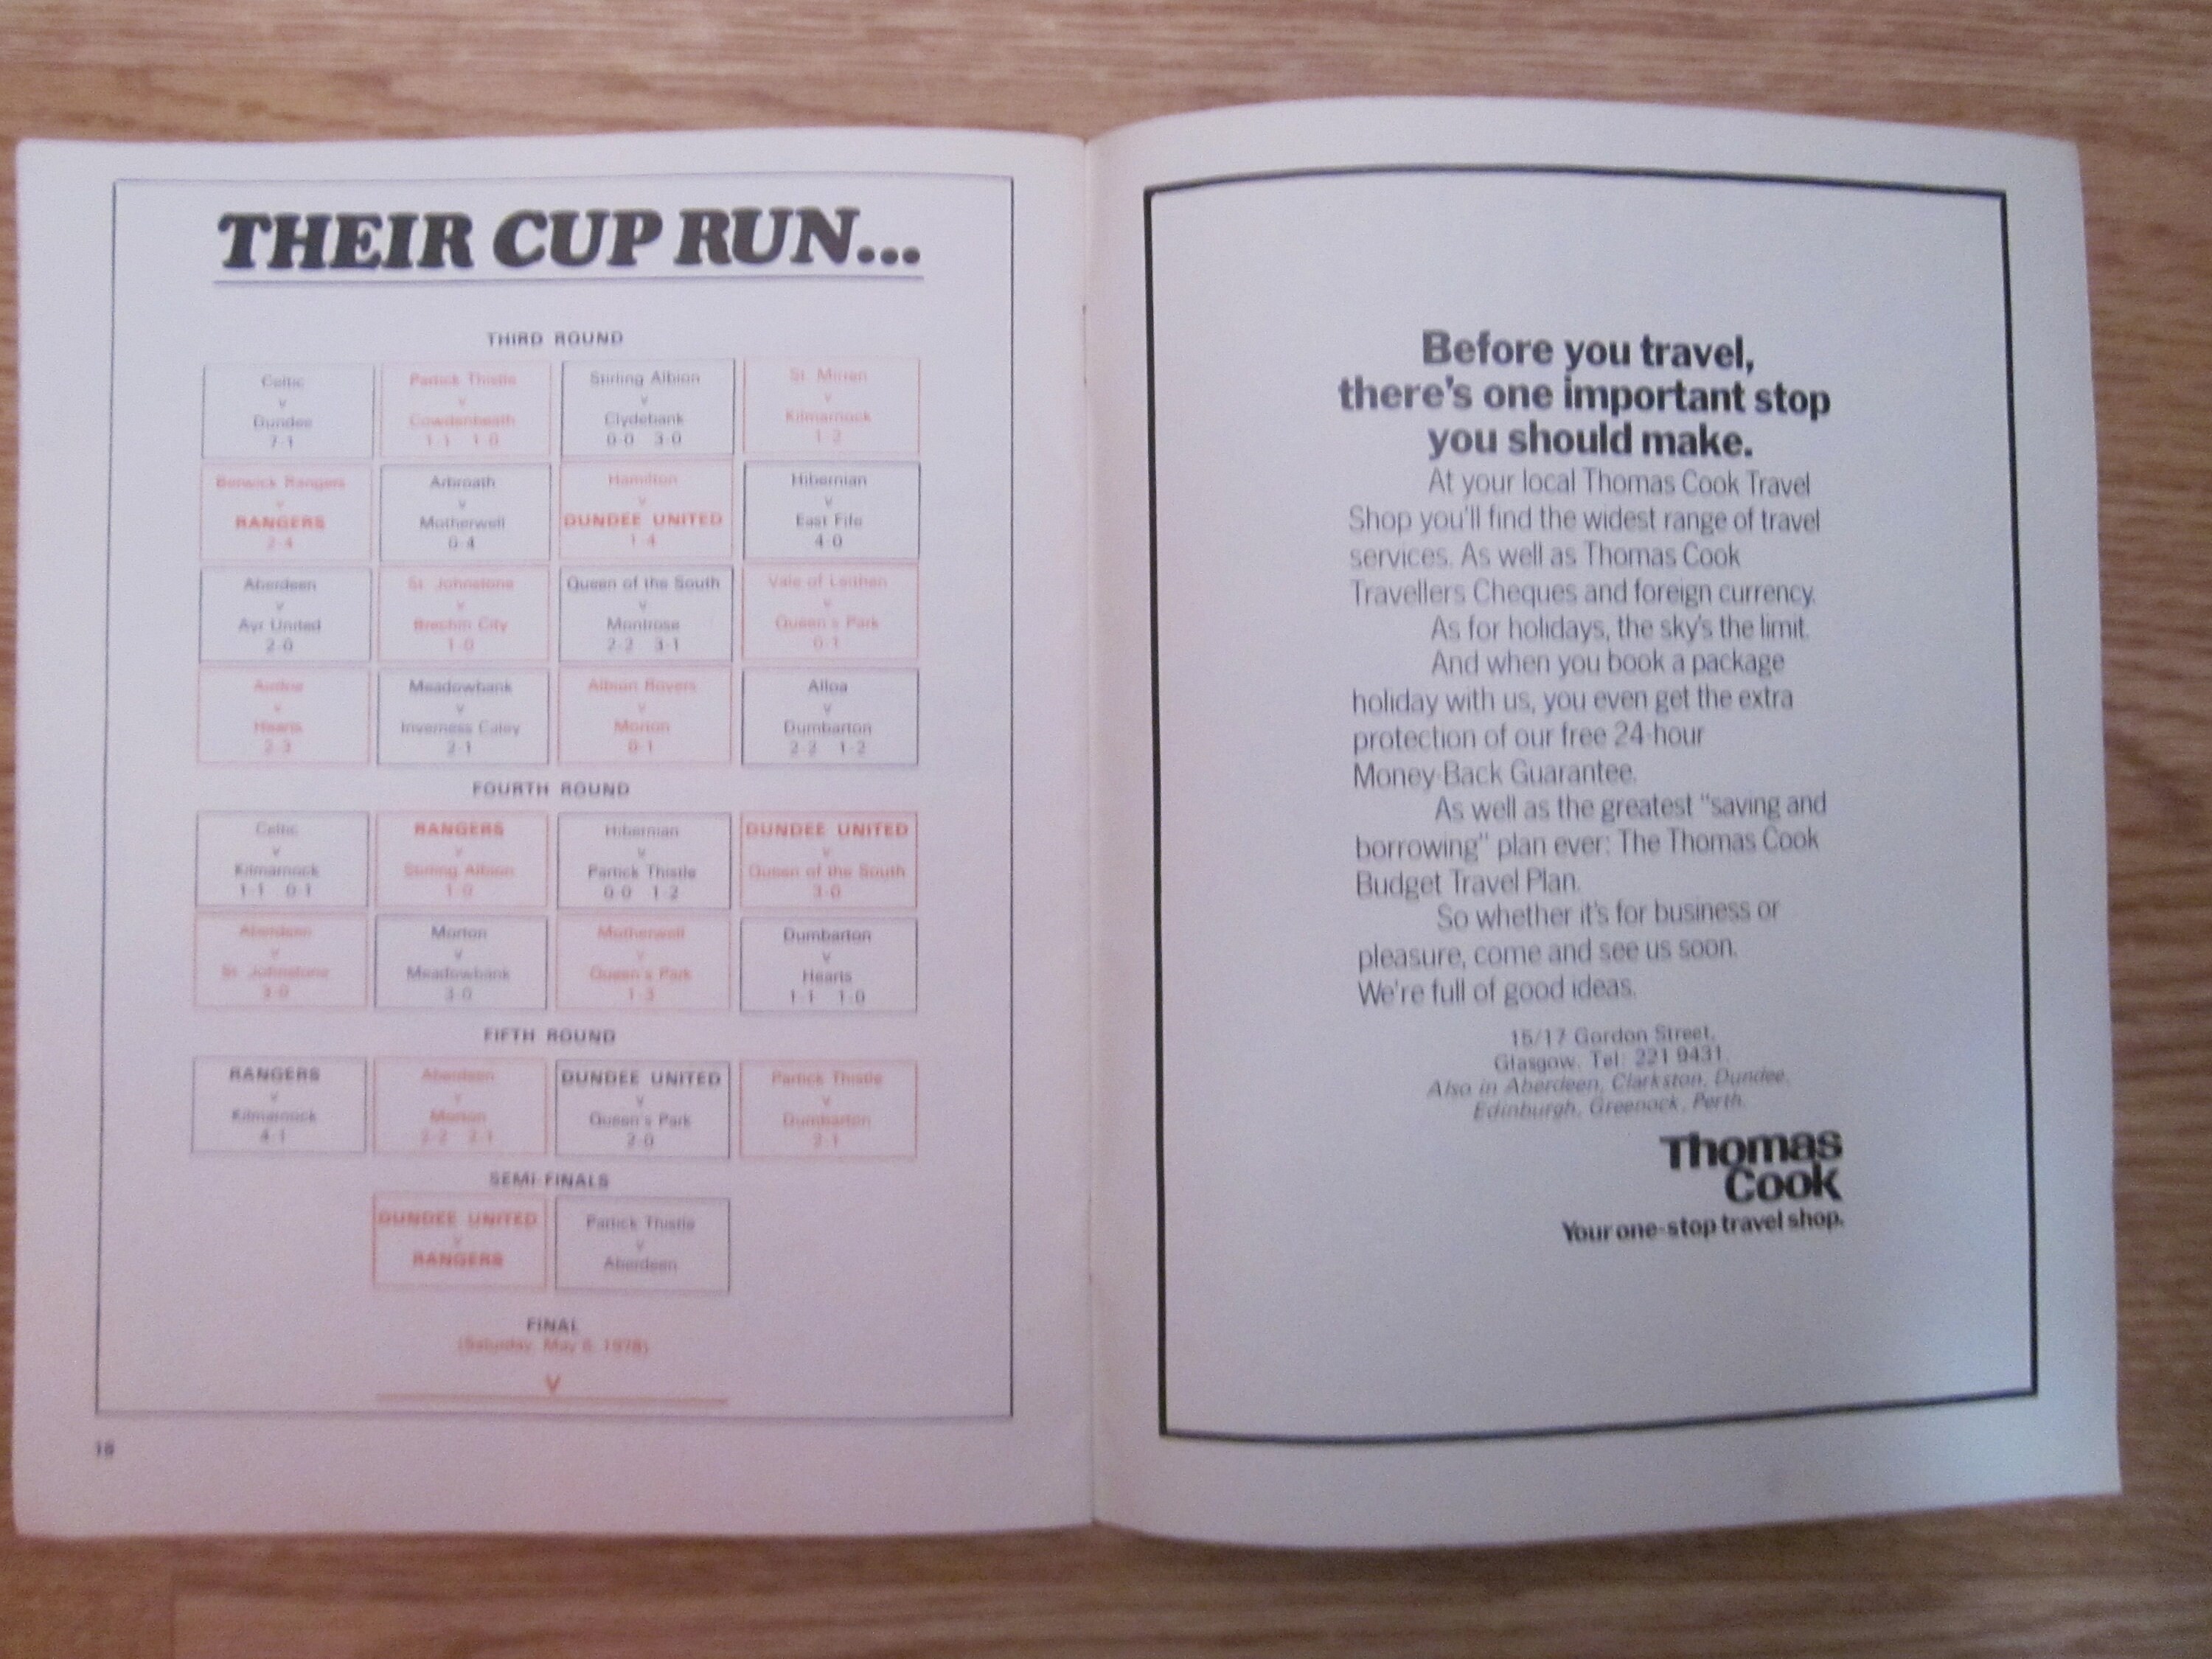 THEIR CUP RUN...
THIRD ROUND
Celtic
v
Dundee
7-1
Partick Thistle
v
Cowdenbeath
1-1 1-0
Stirling Albion
v
Clydebank
0-0 3-0
St. Mirren
v
Kilmarnock
1-2
Berwick Rangers
v
RANGERS
2-4
Arbroath
v
Motherwell
0-4
Hamilton
v
DUNDEE UNITED
1-4
Hibernian
v
East Fife
4-0
Aberdeen
v
Ayr United
2-0
St. Johnstone
v
Brechin City
1-0
Queen of the South
v
Montrose
2-2 3-1
Vale of Leithen
v
Queen's Park
0-1
Airdrie
v
Hearts
2-3
Meadowbank
v
Inverness Caley
2-1
Albion Rovers
v
Morton
0-1
Alloa
v
Dumbarton
2-2 1-2
FOURTH ROUND
Celtic
v
Kilmarnock
1-1 0-1
RANGERS
v
Stirling Albion
1-0
Hibernian
v
Partick Thistle
0-0 1-2
DUNDEE UNITED
v
Queen of the South
3-0
Aberdeen
v
St. Johnstone
3-0
Morton
v
Meadowbank
3-0
Motherwell
v
Queen's Park
1-3
Dumbarton
v
Hearts
1-1 1-0
FIFTH ROUND
RANGERS
v
Kilmarnock
4-1
Aberdeen
v
Morton
2-2 2-1
DUNDEE UNITED
v
Queen's Park
2-0
Partick Thistle
v
Dumbarton
2-1
SEMI-FINALS
DUNDEE UNITED
v
RANGERS
Partick Thistle
v
Aberdeen
FINAL
(Saturday, May 6, 1978)
V
18
Before you travel,
there's one important stop
you should make.
At your local Thomas Cook Travel
Shop you'll find the widest range of travel
services. As well as Thomas Cook
Travellers Cheques and foreign currency.
As for holidays, the sky's the limit.
And when you book a package
holiday with us, you even get the extra
protection of our free 24-hour
Money-Back Guarantee.
As well as the greatest "saving and
borrowing" plan ever: The Thomas Cook
Budget Travel Plan.
So whether it's for business or
pleasure, come and see us soon.
We're full of good ideas.
15/17 Gordon Street,
Glasgow. Tel: 221 9431.
Also in Aberdeen, Clarkston, Dundee,
Edinburgh, Greenock, Perth.
Thomas
Cook
Your one-stop travel shop.